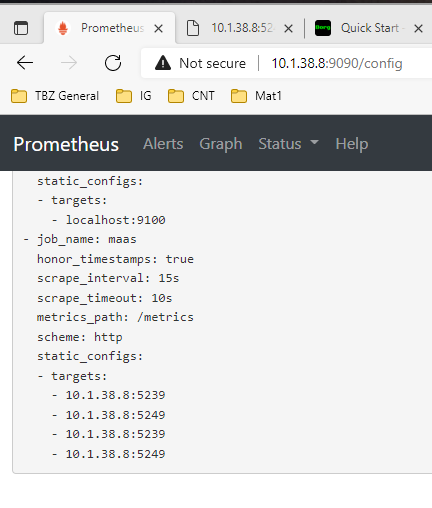 Prometheus
10.1.38.8:52
Quick Start
Not secure
10.1.38.8:9090/config
TBZ General
IG
CNT
Mat1
Prometheus
Alerts
Graph
Status
Help
static_configs:
- targets:
- localhost:9100
- job_name: maas
honor_timestamps: true
scrape_interval: 15s
scrape_timeout: 10s
metrics_path: /metrics
scheme: http
static_configs:
- targets:
- 10.1.38.8:5239
- 10.1.38.8:5249
- 10.1.38.8:5239
- 10.1.38.8:5249